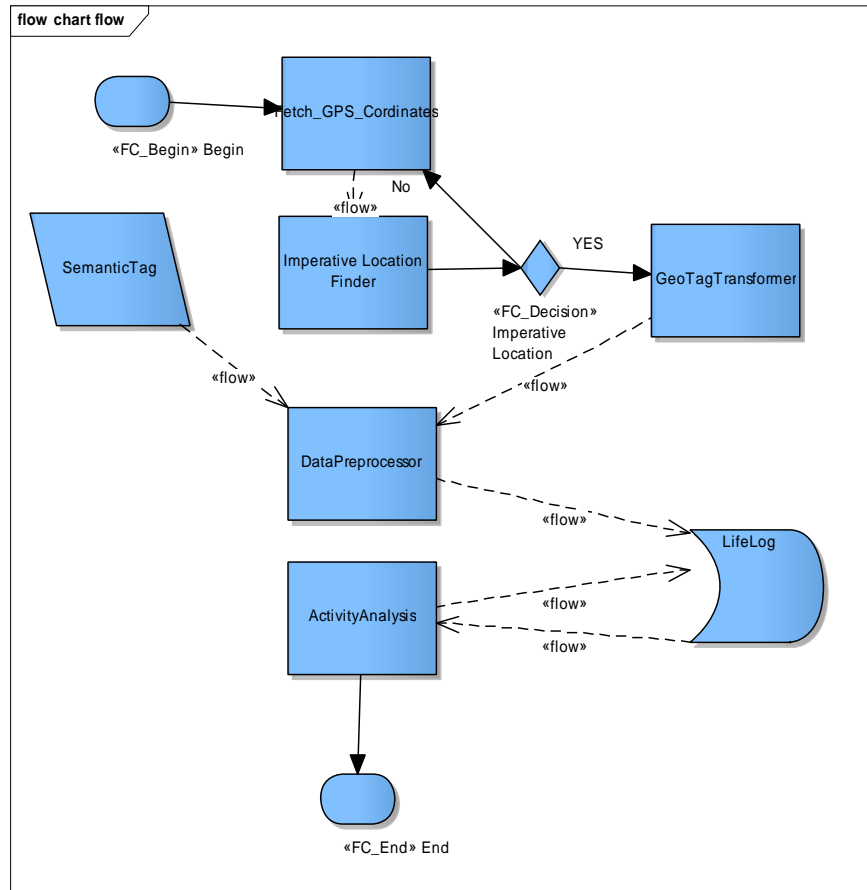 flow chart flow
Fetch_GPS_Cordinates
«FC_Begin» Begin
No
«flow»
SemanticTag
Imperative Location
Finder
YES
GeoTagTransformer
«FC_Decision»
Imperative
Location
«flow»
«flow»
DataPreprocessor
«flow»
LifeLog
ActivityAnalysis
«flow»
«flow»
«FC_End» End